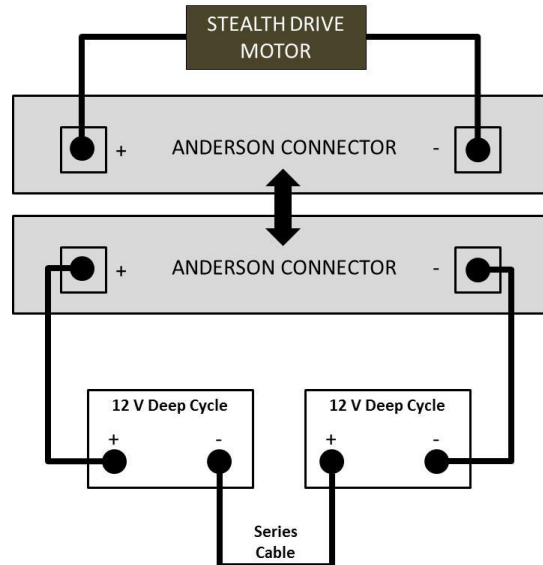 STEALTH DRIVE
MOTOR
+ ANDERSON CONNECTOR -
+ ANDERSON CONNECTOR -
12 V Deep Cycle
+ -
12 V Deep Cycle
+ -
Series
Cable